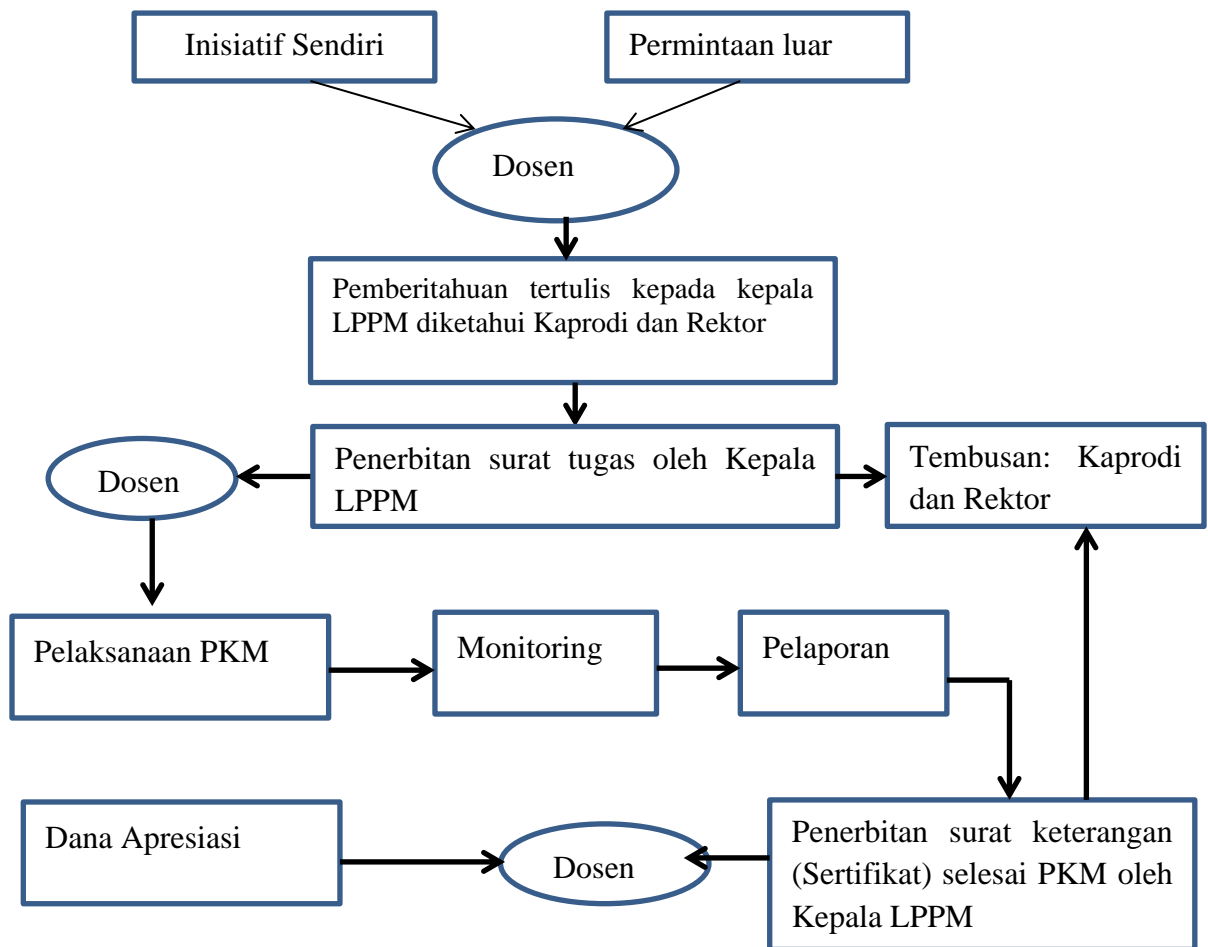 Inisiatif Sendiri
Permintaan luar
Dosen
Pemberitahuan tertulis kepada kepala
LPPM diketahui Kaprodi dan Rektor
Penerbitan surat tugas oleh Kepala
LPPM
Dosen
Tembusan: Kaprodi
dan Rektor
Pelaksanaan PKM
Monitoring
Pelaporan
Dana Apresiasi
Dosen
Penerbitan surat keterangan
(Sertifikat) selesai PKM oleh
Kepala LPPM